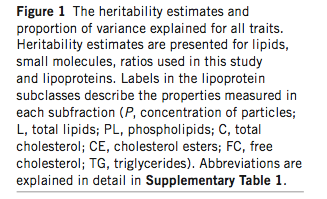 Figure 1 The heritability estimates and
proportion of variance explained for all traits.
Heritability estimates are presented for lipids,
small molecules, ratios used in this study
and lipoproteins. Labels in the lipoprotein
subclasses describe the properties measured in
each subfraction (P, concentration of particles;
L, total lipids; PL, phospholipids; C, total
cholesterol; CE, cholesterol esters; FC, free
cholesterol; TG, triglycerides). Abbreviations are
explained in detail in Supplementary Table 1.